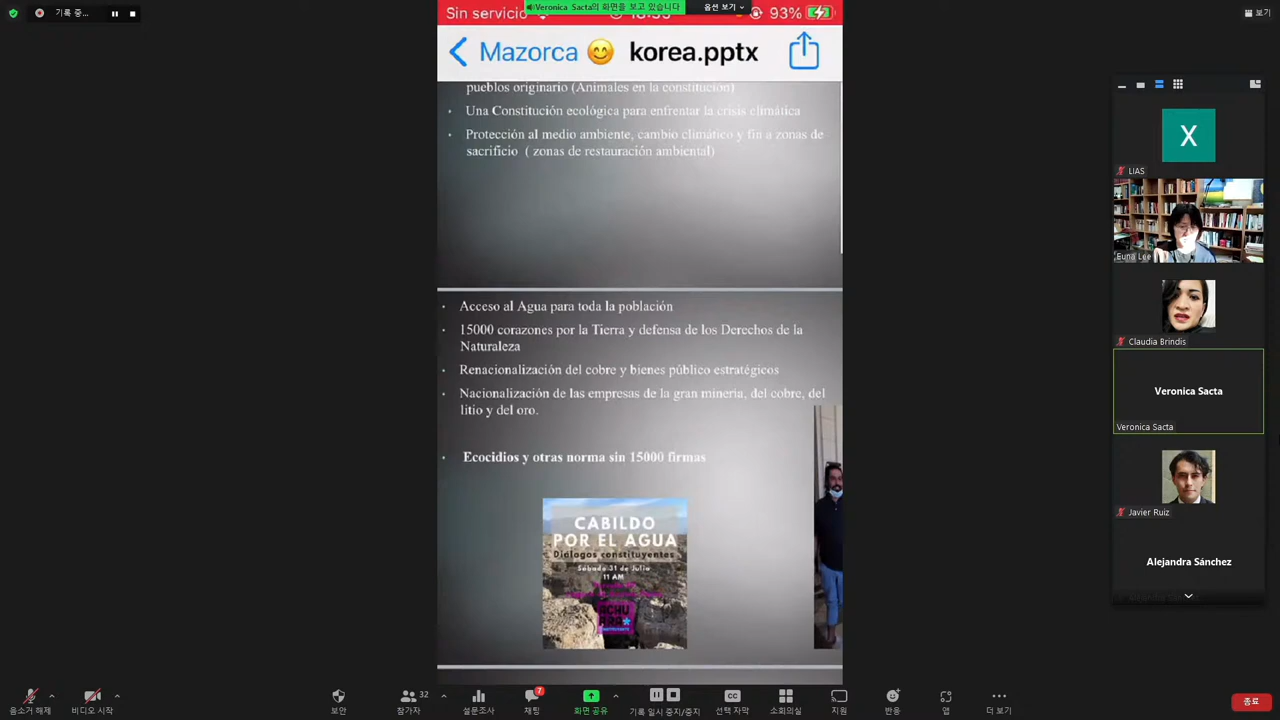 기록 중...
Sin servicio
Veronica Sacta의 화면을 보고 있습니다
옵션 보기
93%
보기
Mazorca 😊 korea.pptx
pueblos originario (Animales en la constitución)
Una Constitución ecológica para enfrentar la crisis climática
Protección al medio ambiente, cambio climático y fin a zonas de
sacrificio ( zonas de restauración ambiental)
Acceso al Agua para toda la población
15000 corazones por la Tierra y defensa de los Derechos de la
Naturaleza
Renacionalización del cobre y bienes público estratégicos
Nacionalización de las empresas de la gran minería, del cobre, del
litio y del oro.
Ecocidios y otras norma sin 15000 firmas
CABILDO
POR EL AGUA
Diálogos constituyentes
Sábado 31 de Julio
11 AM
X
LIAS
Euna Lee
Claudia Brindis
Veronica Sacta
Veronica Sacta
Javier Ruiz
Alejandra Sánchez
음소거 해제
비디오 시작
보안
32
참가자
설문조사
7
채팅
화면 공유
기록 일시 중지/중지
CC
선택 자막
소회의실
지원
반응
앱
더 보기
종료